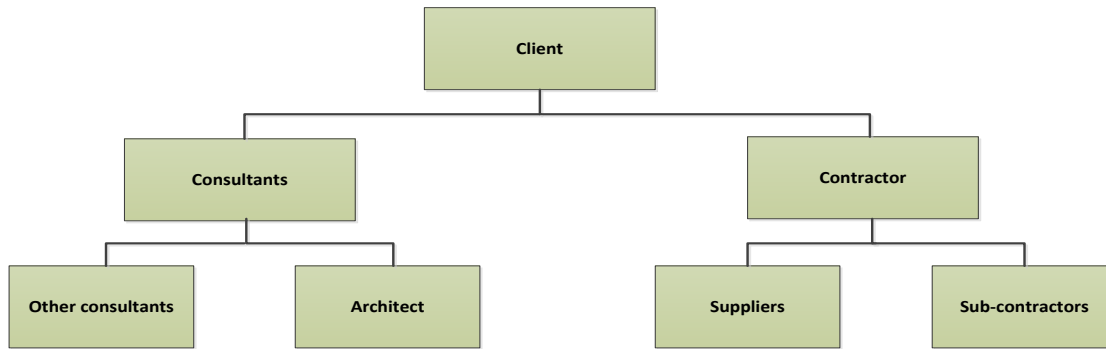 Client
Consultants
Contractor
Other consultants
Architect
Suppliers
Sub-contractors